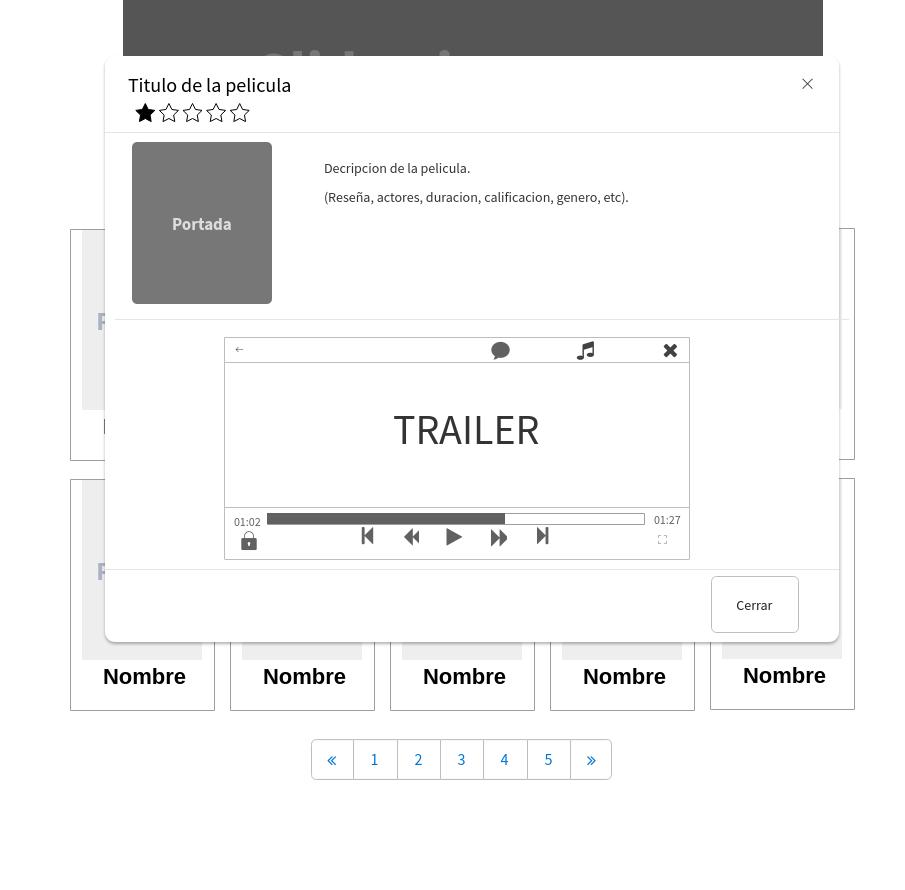 Titulo de la pelicula
Decripcion de la pelicula.
(Reseña, actores, duracion, calificacion, genero, etc).
Portada
TRAILER
01:02
01:27
Cerrar
Nombre Nombre Nombre Nombre Nombre
« 1 2 3 4 5 »